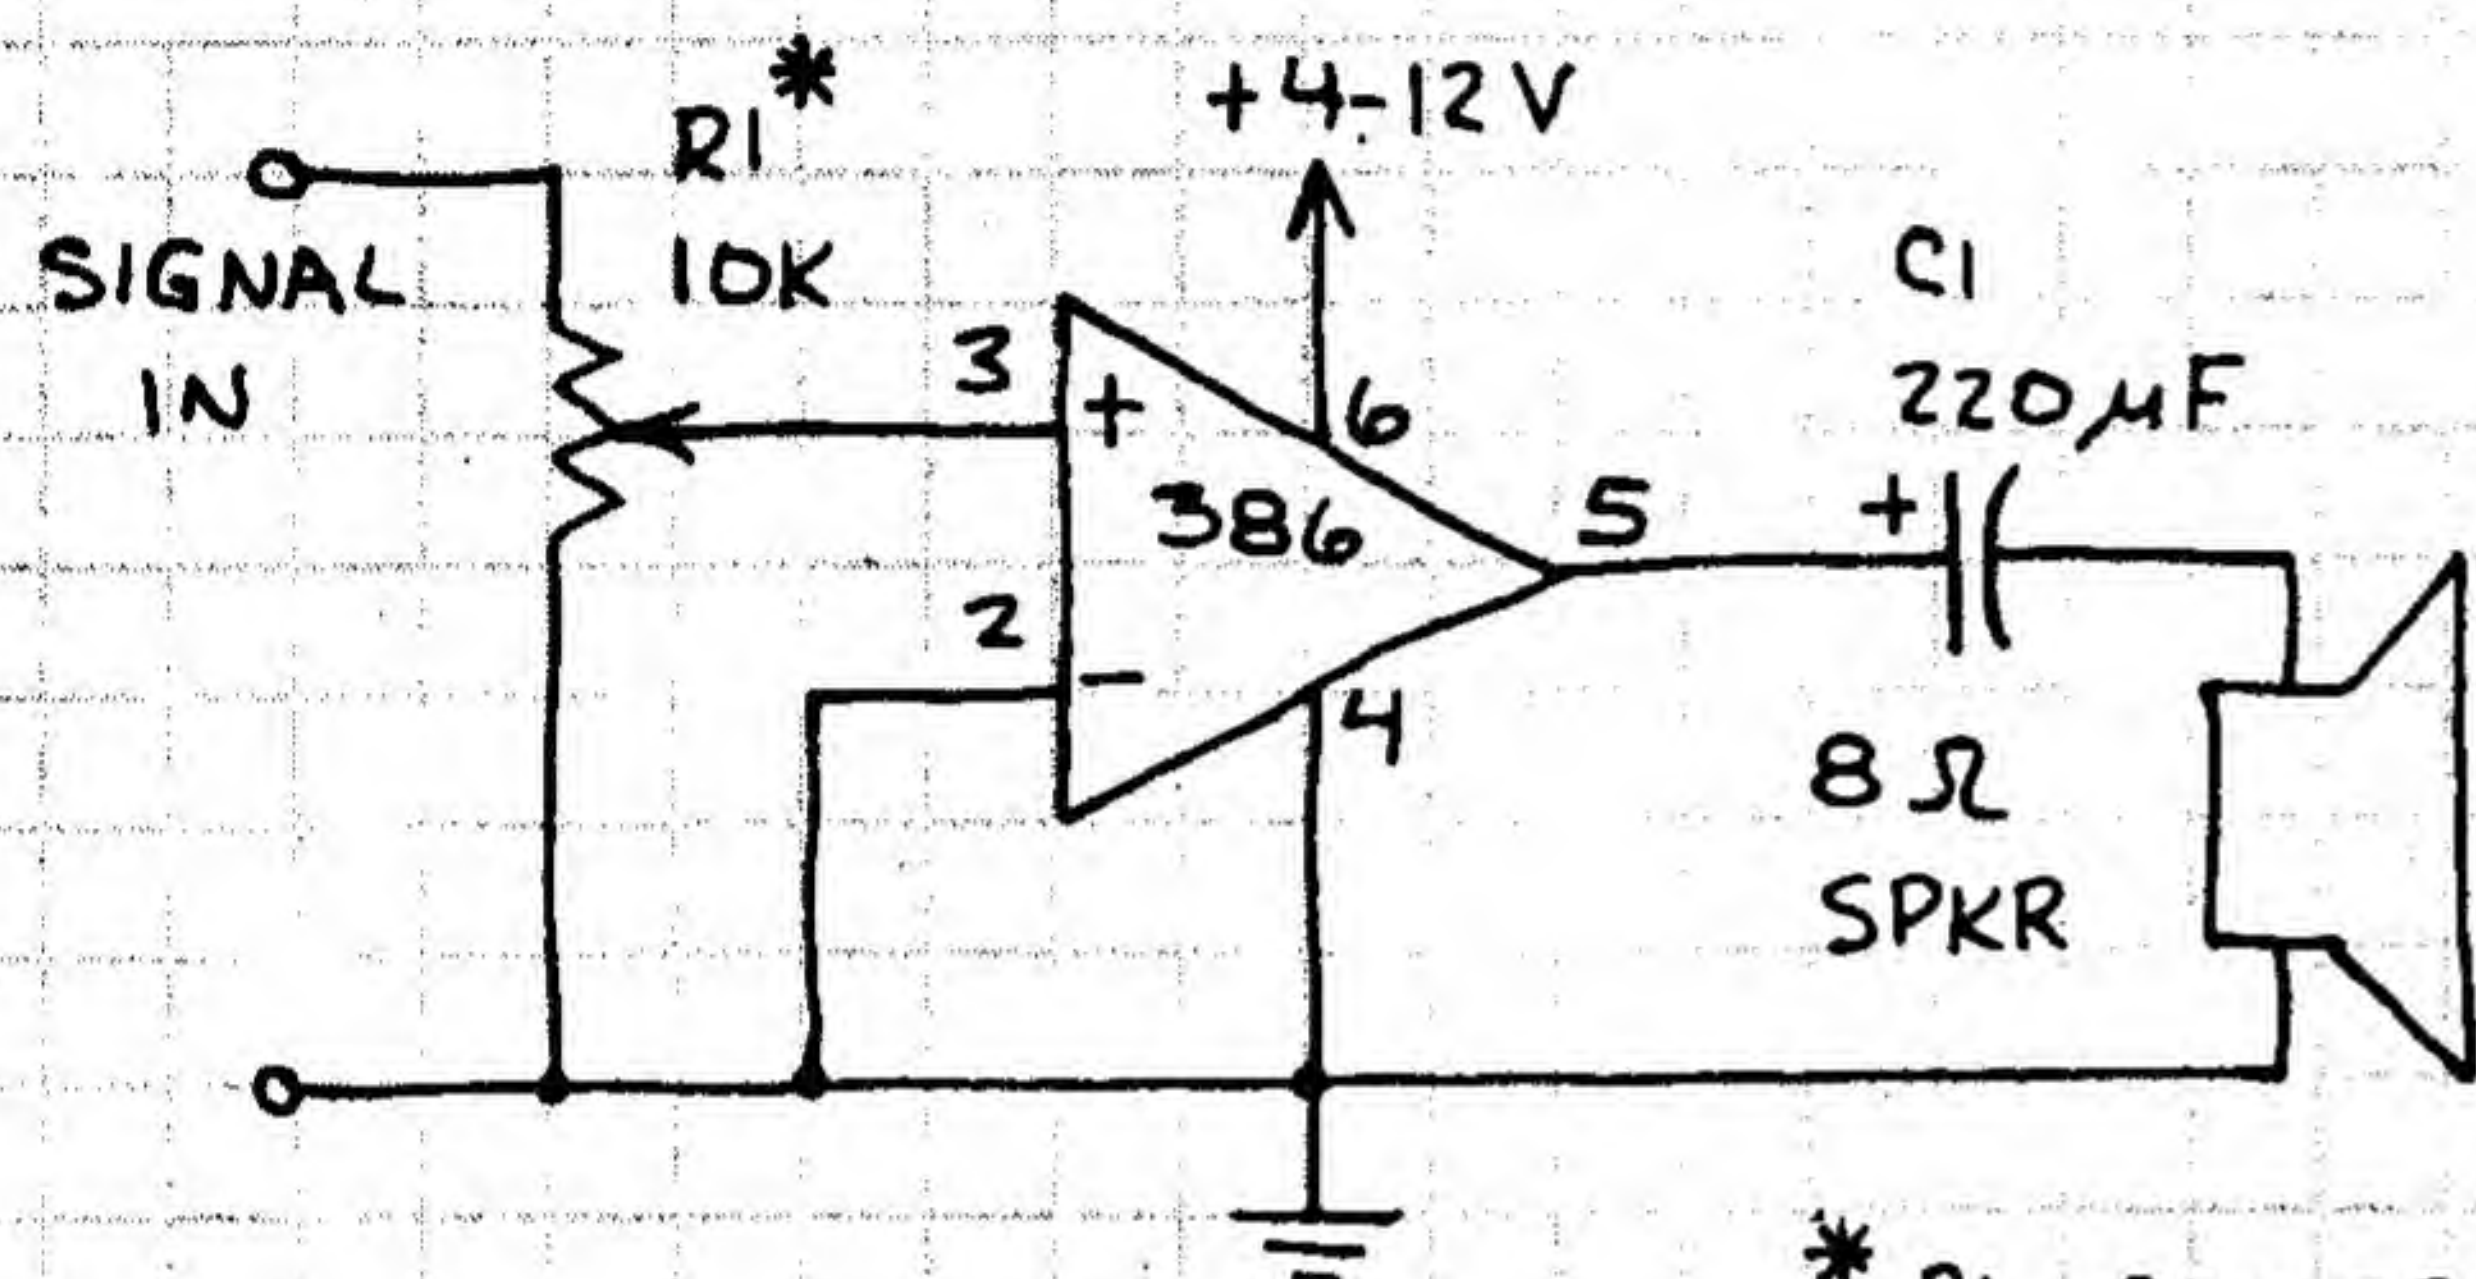 R1*
10K
SIGNAL
IN
+4-12V
3
+
6
386
2
-
4
5
C1
220µF
+
8Ω
SPKR
*